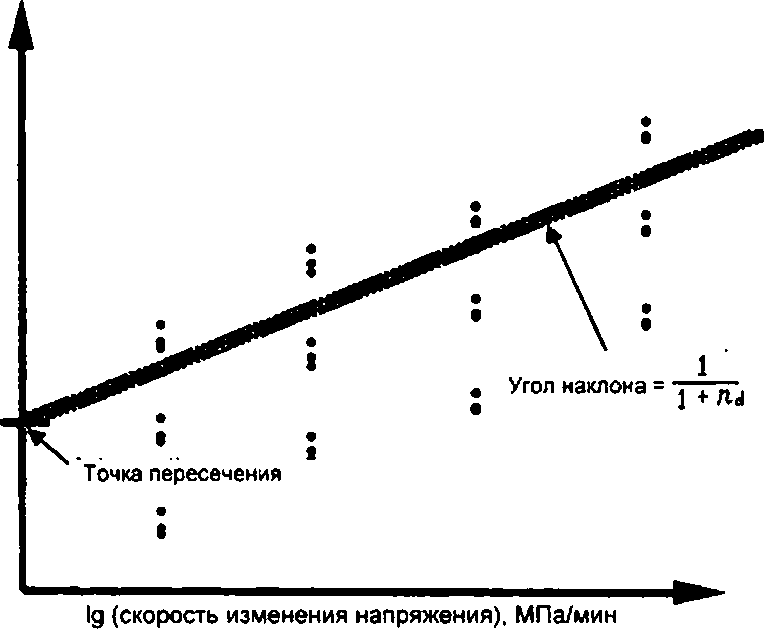 Угол наклона = 1 / 1 + n_d
Точка пересечения
lg (скорость изменения напряжения), МПа/мин